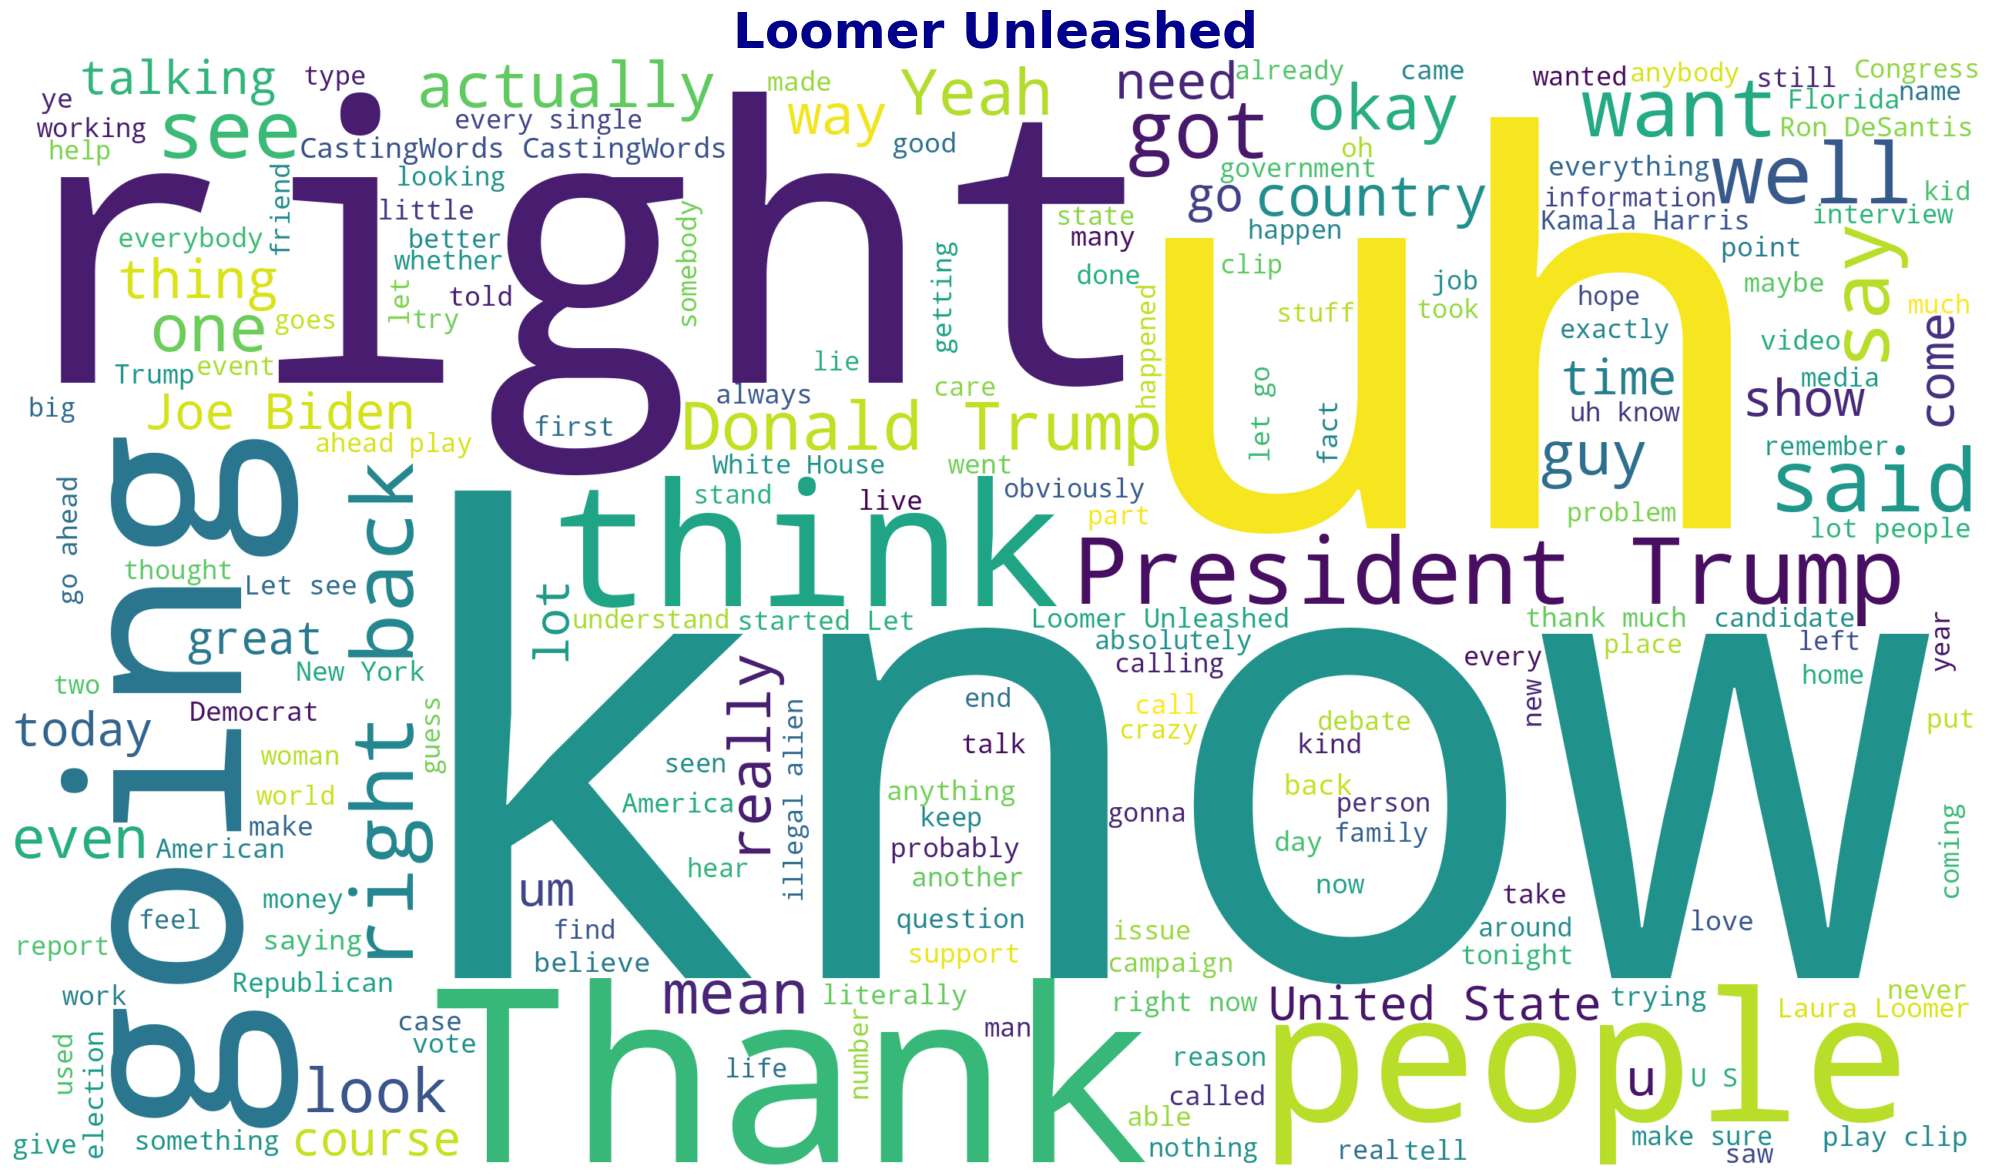 Loomer Unleashed
talking
type
actually
made
Yeah
need
already
came
wanted
anybody
still
Congress
ye
see
every single
way
got
okay
want
Florida
name
working
help
CastingWords CastingWords
good
oh
Ron DeSantis
right
looking
government
everything
well
friend
little
go
country
information
kid
everybody
better
somebody
state
many
happen
Kamala Harris
interview
whether
getting
uh
point
say
thing
let
told
done
clip
job
hope
maybe
one
goes
try
stuff
took
exactly
much
Trump
event
lie
happened
time
video
come
big
Joe Biden
first
always
care
Donald Trump
let go
fact
uh know
show
media
ahead play
White House
went
guy
remember
going
right back
stand
live
obviously
part
problem
said
lot people
go ahead
thought
Let see
think
President Trump
great
lot
understand
started Let
Loomer Unleashed
thank much
candidate
absolutely
place
left
year
New York
know
calling
every
home
two
Democrat
guess
really
end
call
new
put
today
woman
seen
illegal alien
talk
crazy
debate
kind
world
America
anything
back
person
even
make
American
keep
gonna
family
coming
hear
probably
day
money
um
another
now
take
feel
find
question
issue
around
love
report
saying
believe
support
campaign
tonight
Republican
work
mean
literally
right now
United State
trying
never
Laura Loomer
case
vote
Thank
number
man
people
used
election
look
life
reason
called
u
U S
able
give
something
course
nothing
real
tell
make sure
saw
play clip